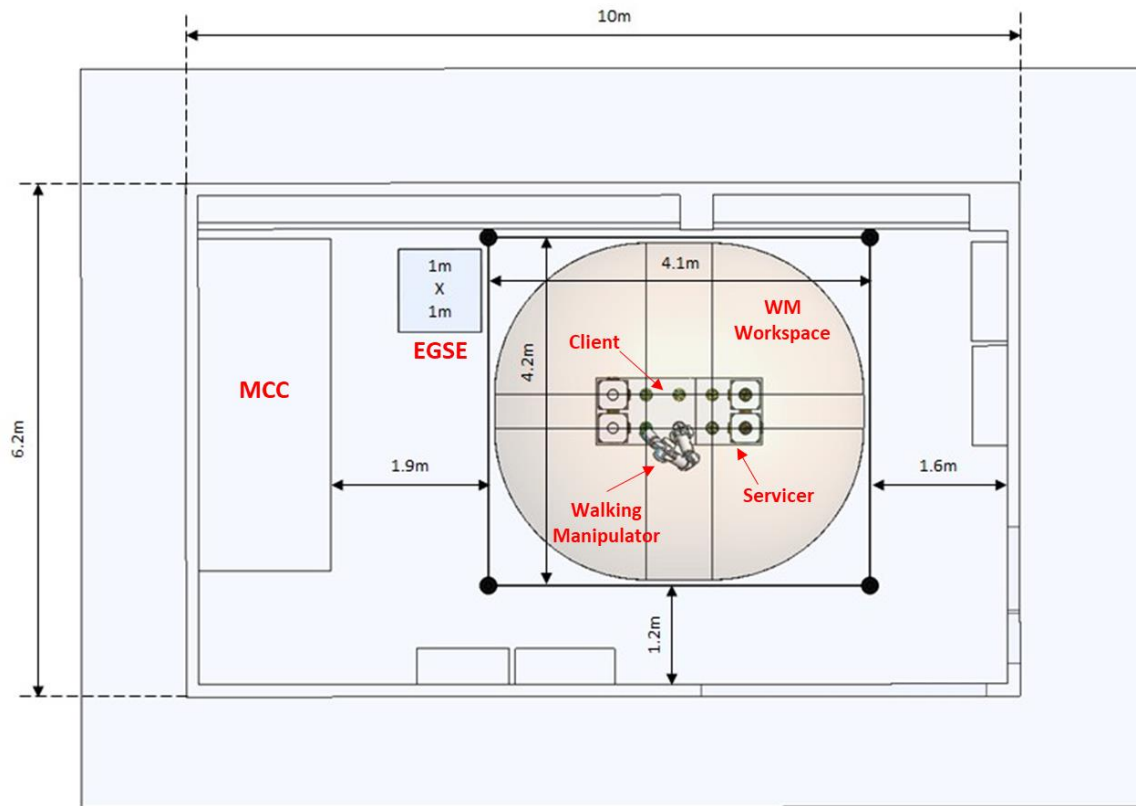 10m
1m
X
1m
4.1m
WM
Workspace
EGSE
Client
4.2m
MCC
6.2m
1.9m
1.6m
Servicer
Walking
Manipulator
1.2m